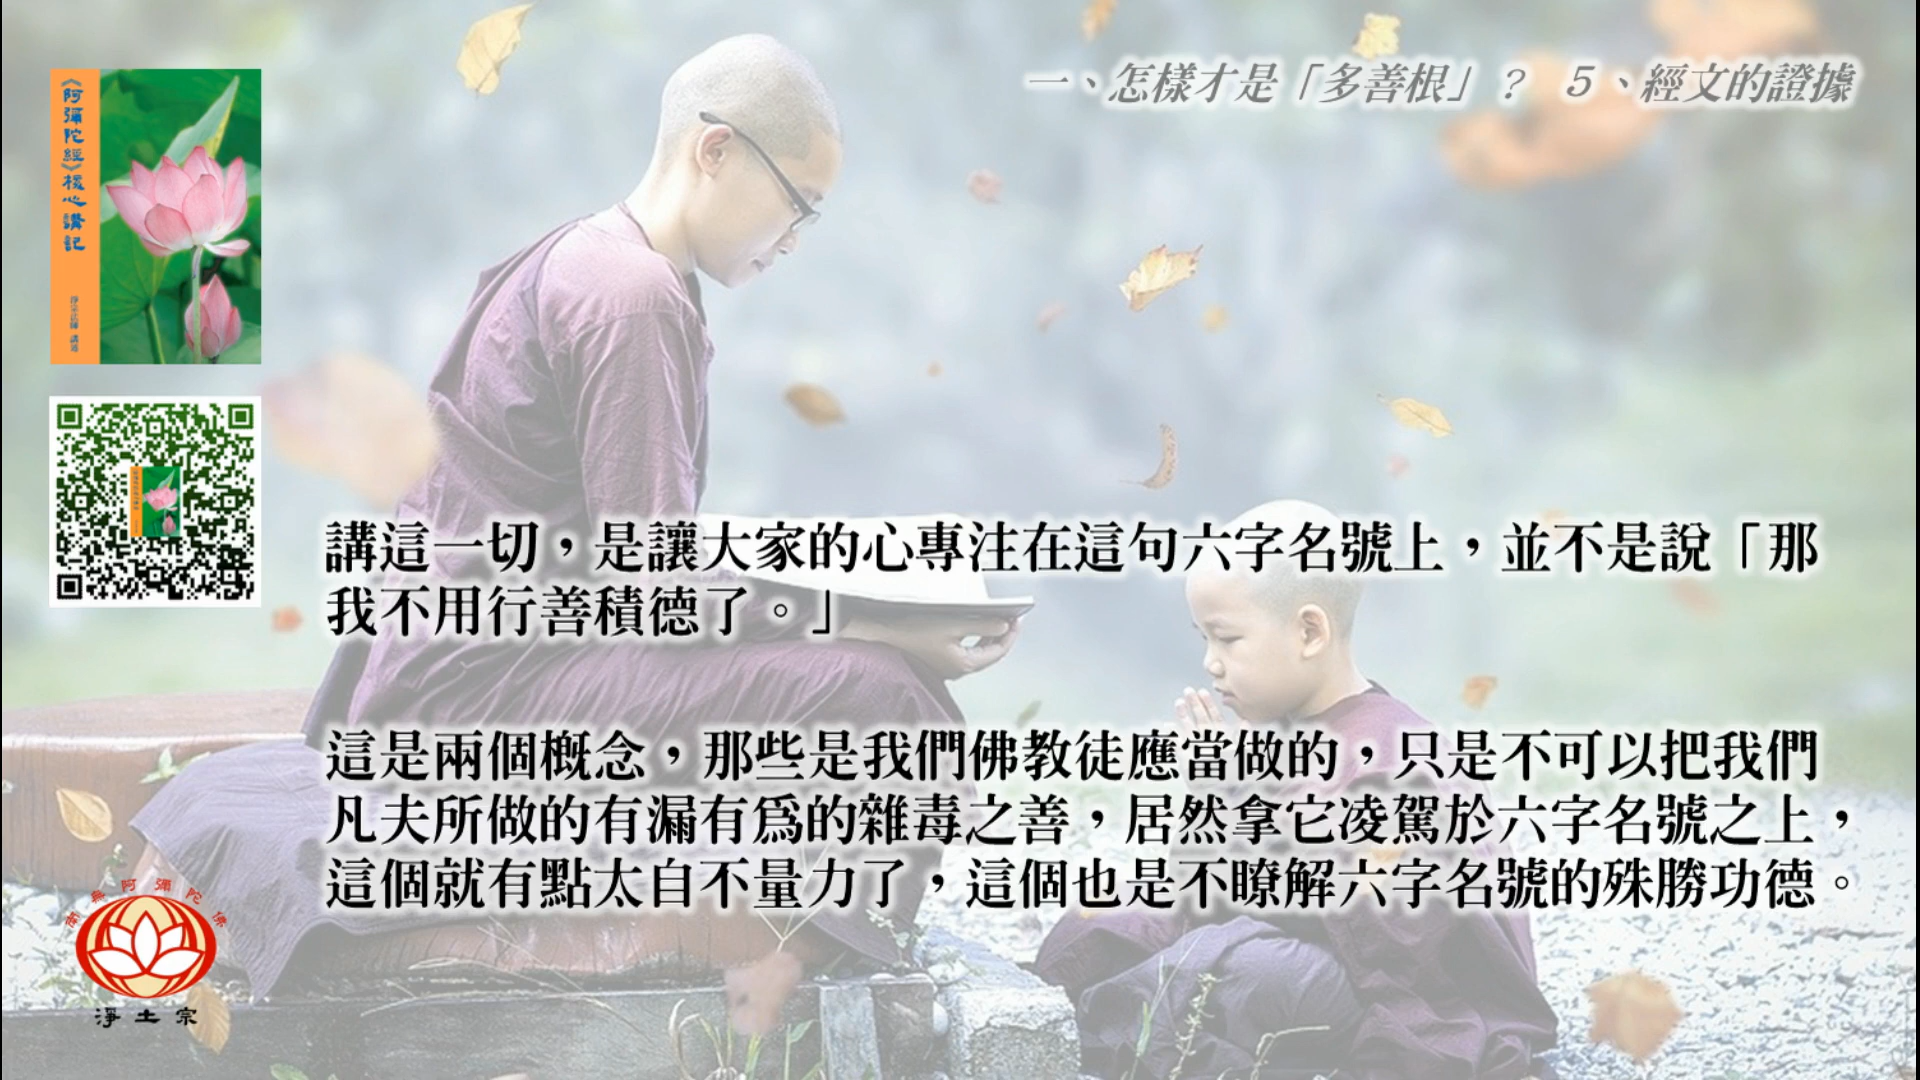 一、怎樣才是「多善根」？ ５、經文的證據
《阿彌陀經》核心講記
淨宗法師 講述
講這一切，是讓大家的心專注在這句六字名號上，並不是說「那
我不用行善積德了。」
這是兩個概念，那些是我們佛教徒應當做的，只是不可以把我們
凡夫所做的有漏有為的雜毒之善，居然拿它凌駕於六字名號之上，
這個就有點太自不量力了，這個也是不瞭解六字名號的殊勝功德。
南無阿彌陀佛
淨土宗